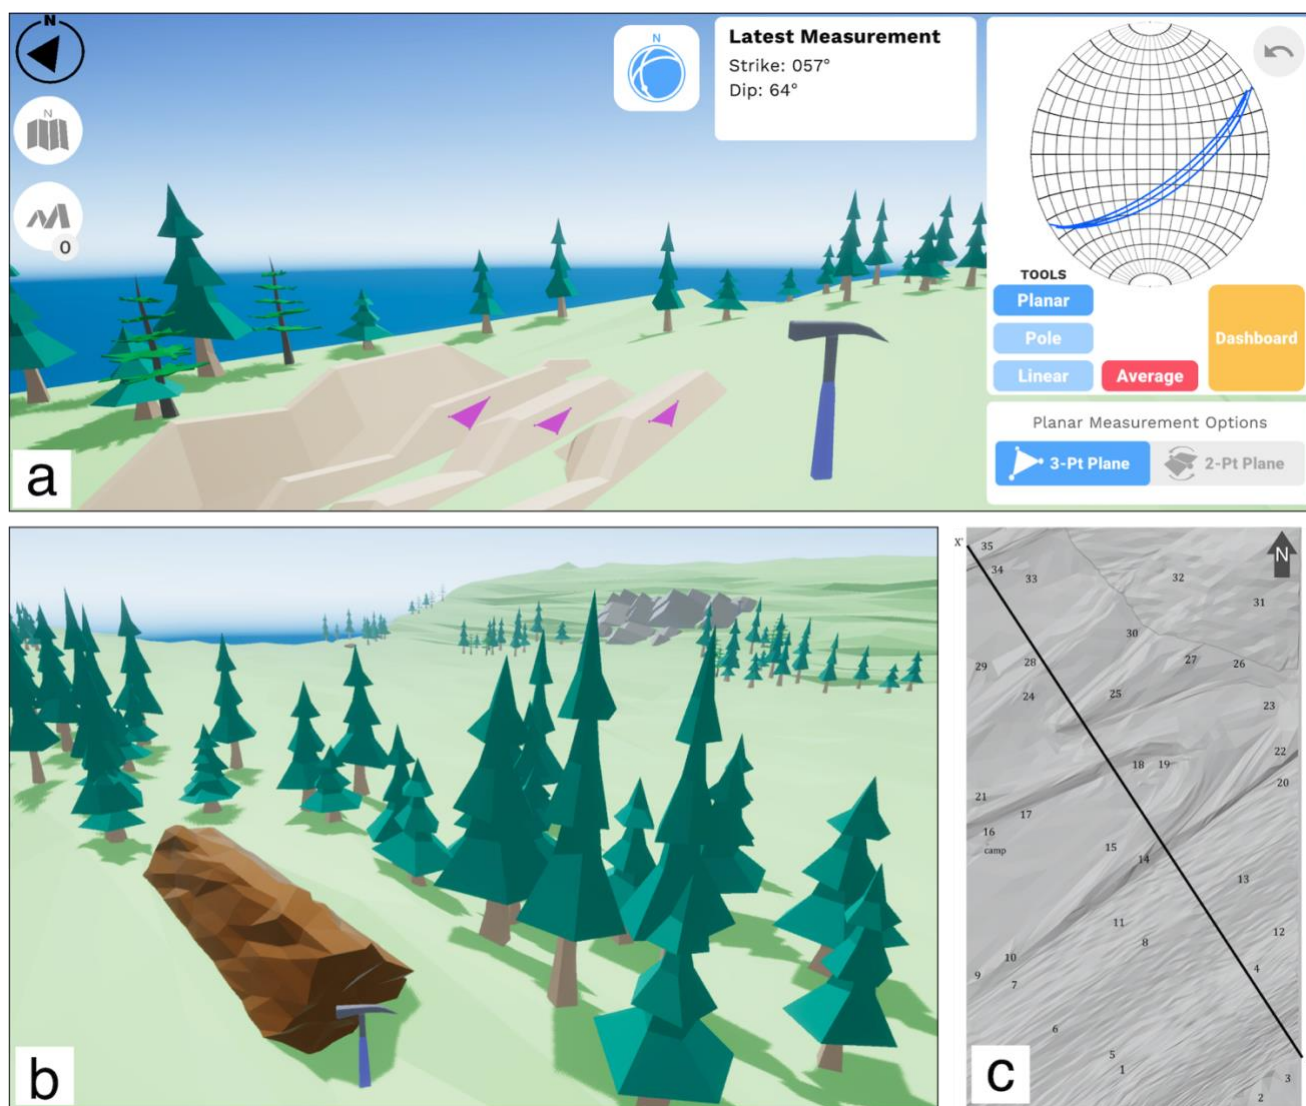 N
N
0
N
Latest Measurement
Strike: 057°
Dip: 64°
TOOLS
Planar
Pole
Linear
Average
Dashboard
Planar Measurement Options
3-Pt Plane
2-Pt Plane
a
b
X'
N
35
34
33
32
31
30
29
28
27
26
24
25
23
22
18
19
20
21
17
16
camp
15
14
13
11
12
8
10
9
7
4
6
5
1
3
2
c